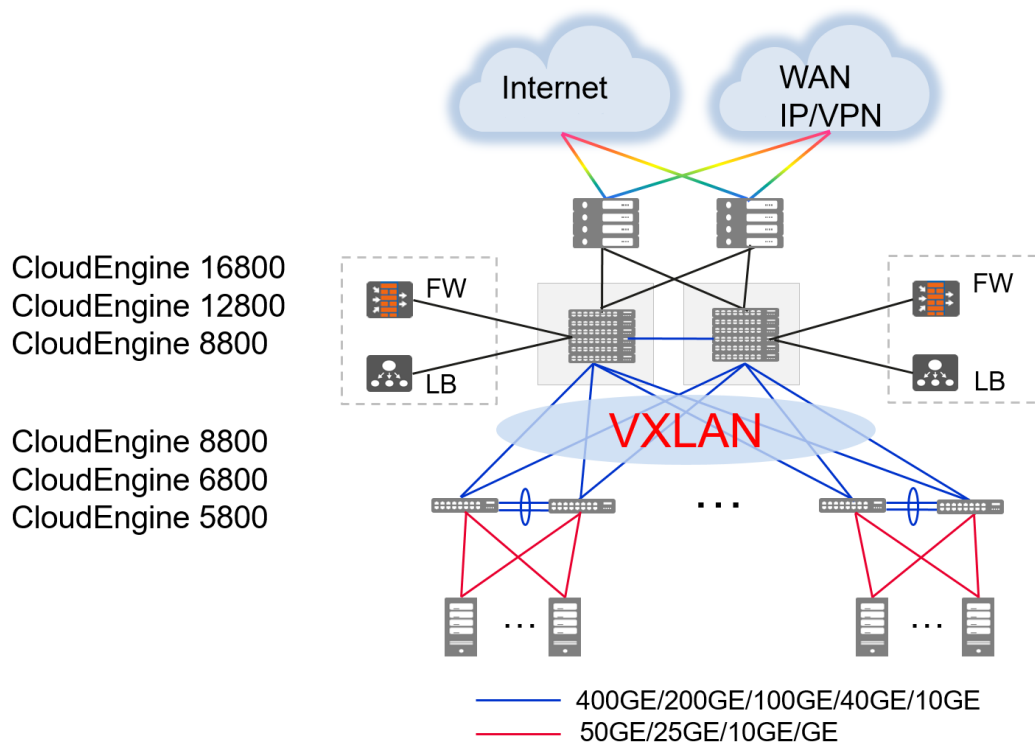 Internet
WAN
IP/VPN
CloudEngine 16800
CloudEngine 12800
CloudEngine 8800
FW
LB
FW
LB
VXLAN
CloudEngine 8800
CloudEngine 6800
CloudEngine 5800
...
... ...
400GE/200GE/100GE/40GE/10GE
50GE/25GE/10GE/GE